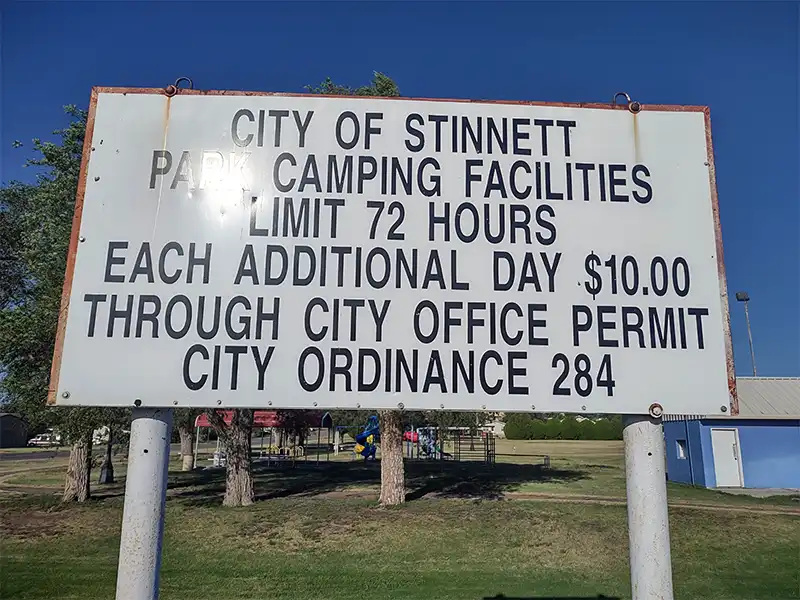 CITY OF STINNETT
PARK CAMPING FACILITIES
LIMIT 72 HOURS
EACH ADDITIONAL DAY $10.00
THROUGH CITY OFFICE PERMIT
CITY ORDINANCE 284